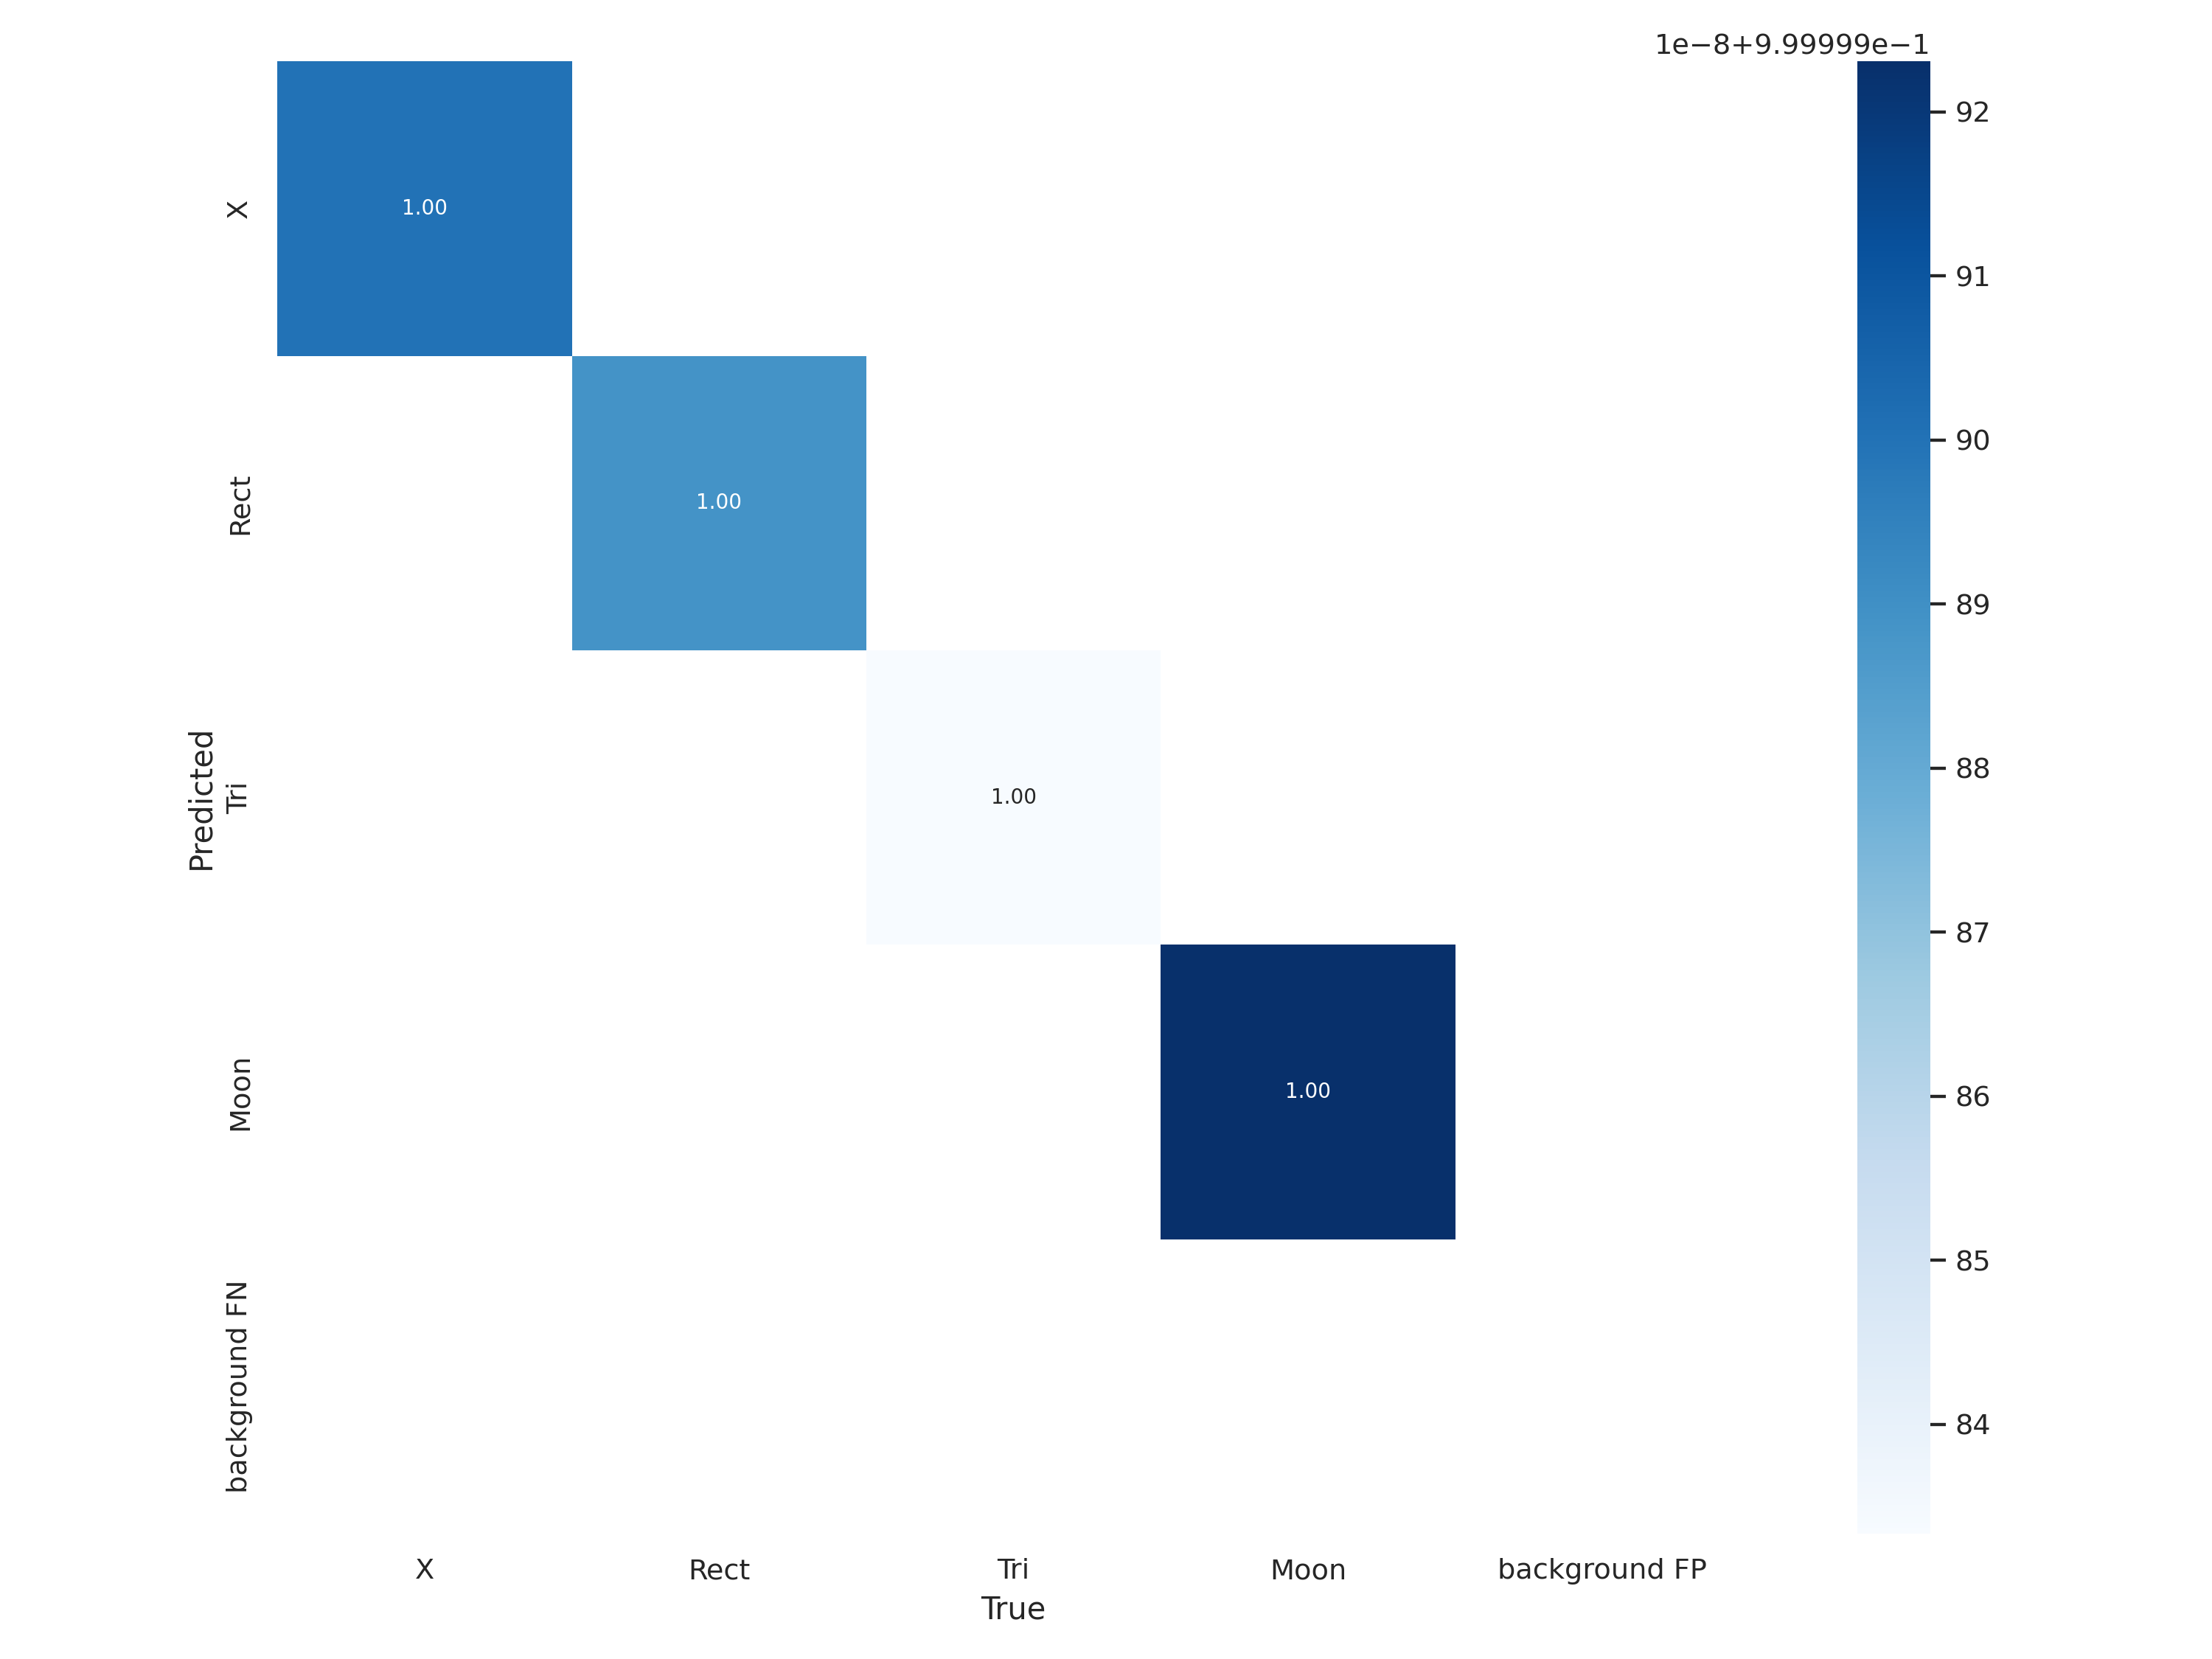 1e−8+9.99999e−1
92
91
90
89
88
87
86
85
84
Predicted
X
Rect
Tri
Moon
background FN
1.00
1.00
1.00
1.00
X Rect Tri Moon background FP
True